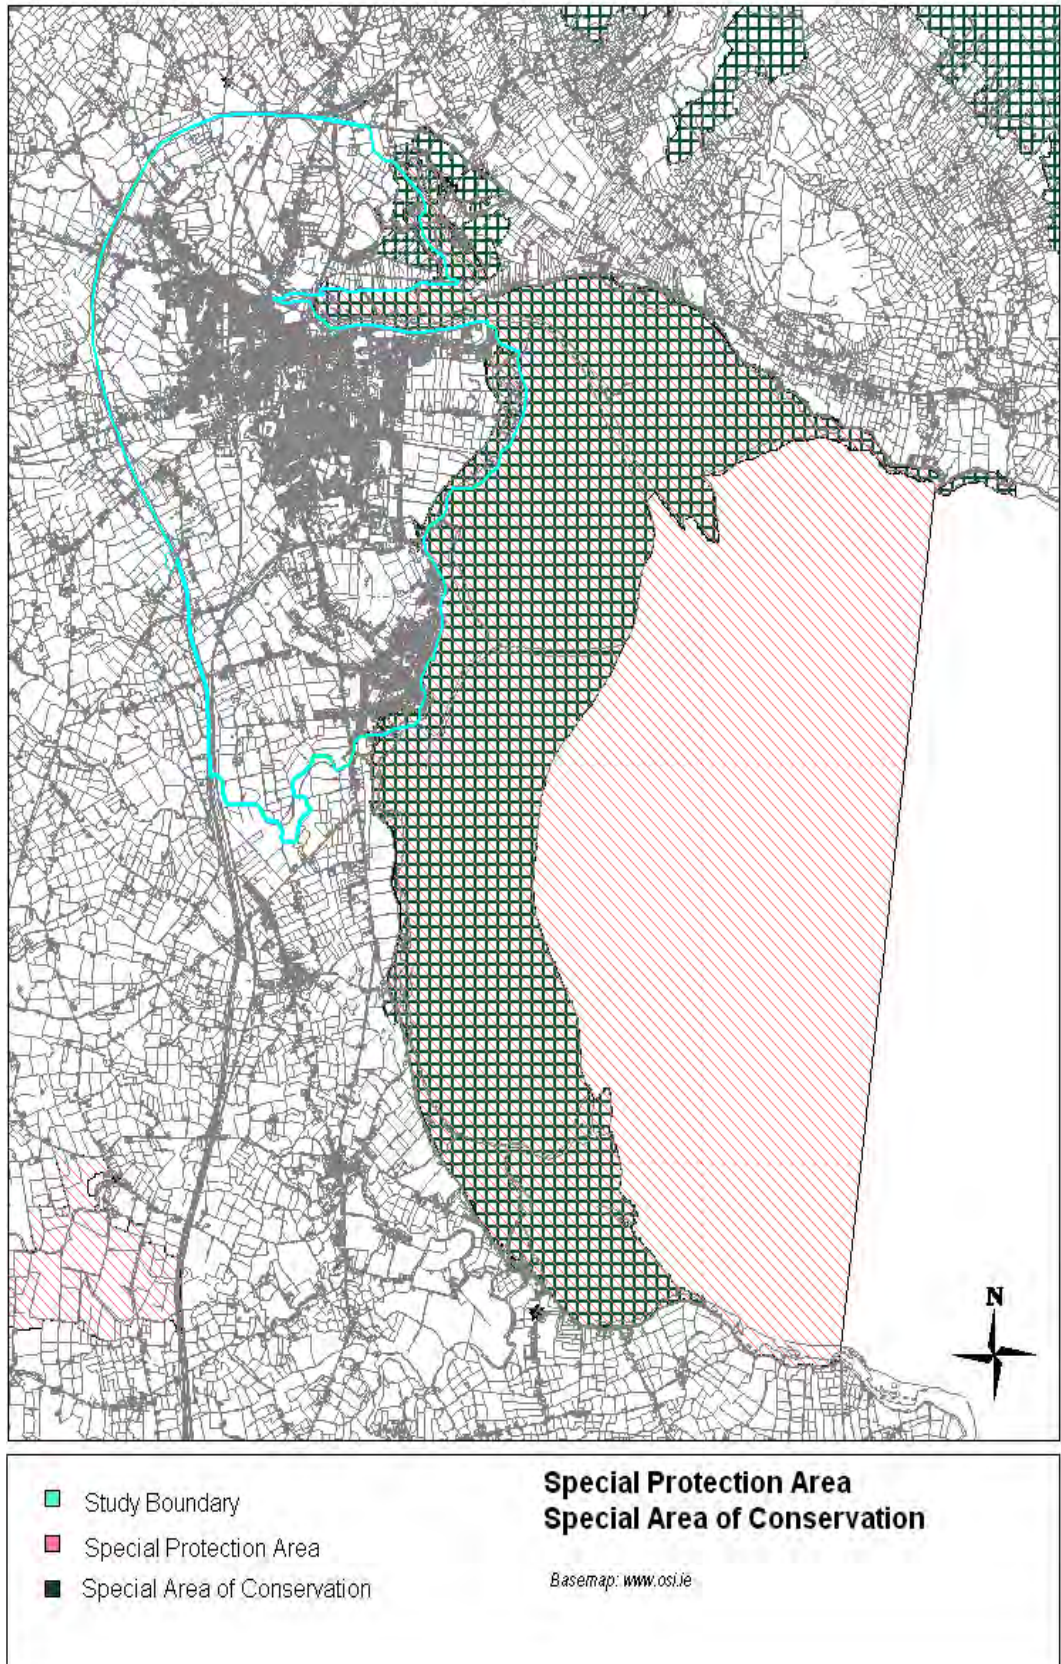 N
Study Boundary
Special Protection Area
Special Area of Conservation
Special Protection Area
Special Area of Conservation
Basemap: www.osi.ie